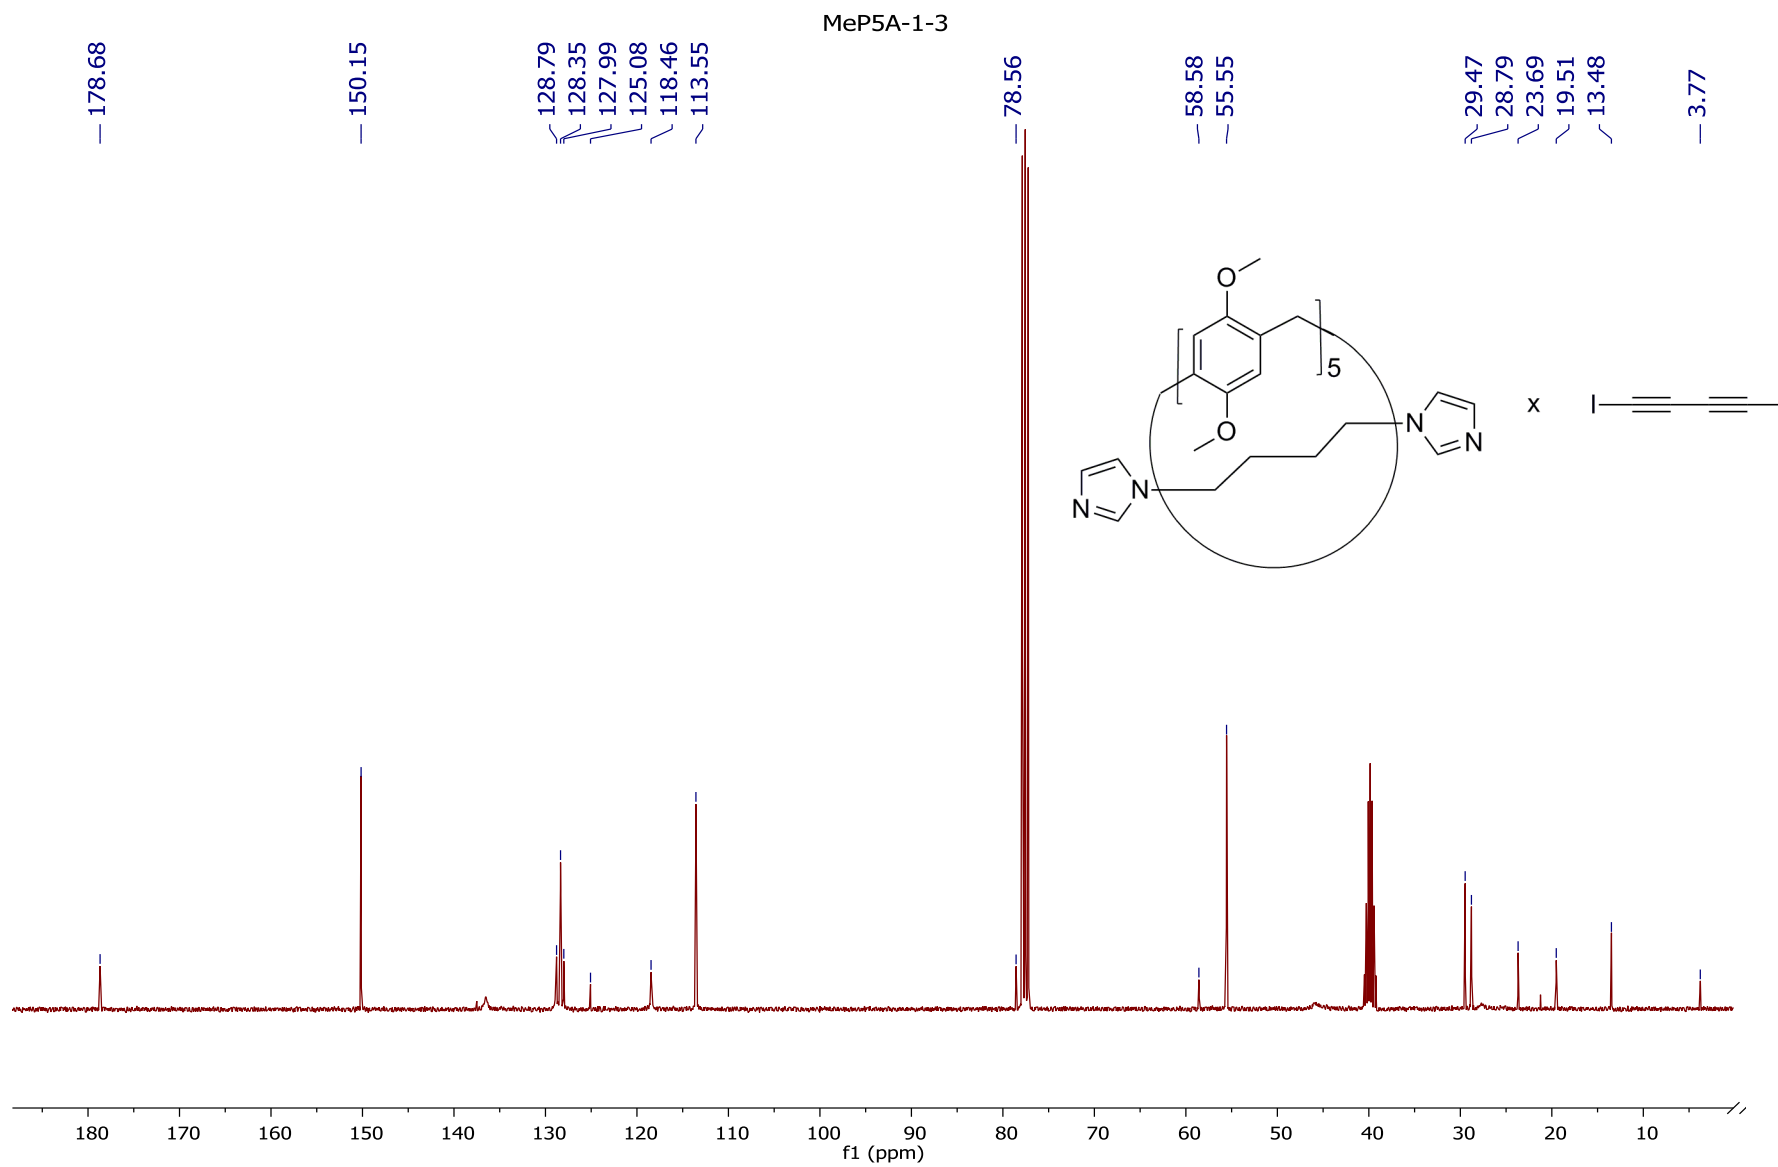 MeP5A-1-3
178.68
150.15
128.79
128.35
127.99
125.08
118.46
113.55
78.56
58.58
55.55
29.47
28.79
23.69
19.51
13.48
3.77
O
5
O
N
N
N
N
x
I
180 170 160 150 140 130 120 110 100 90 80 70 60 50 40 30 20 10
f1 (ppm)